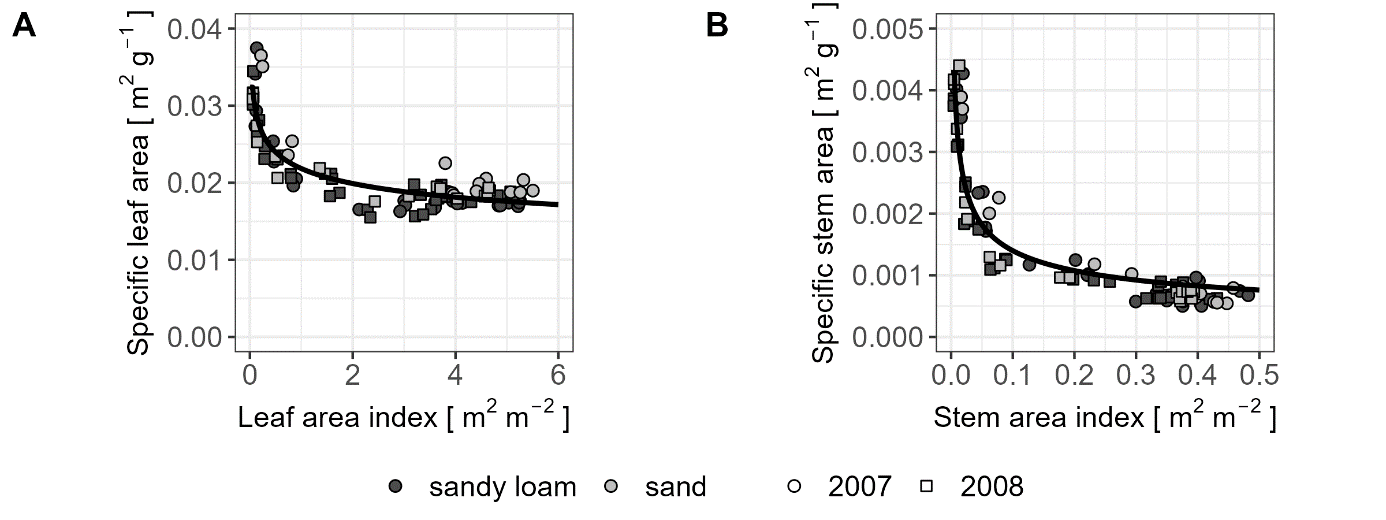 A
B
Specific leaf area [ m² g⁻¹ ]
0.04
0.03
0.02
0.01
0.00
0 2 4 6
Leaf area index [ m² m⁻² ]
Specific stem area [ m² g⁻¹ ]
0.005
0.004
0.003
0.002
0.001
0.000
0.0 0.1 0.2 0.3 0.4 0.5
Stem area index [ m² m⁻² ]
sandy loam sand 2007 2008